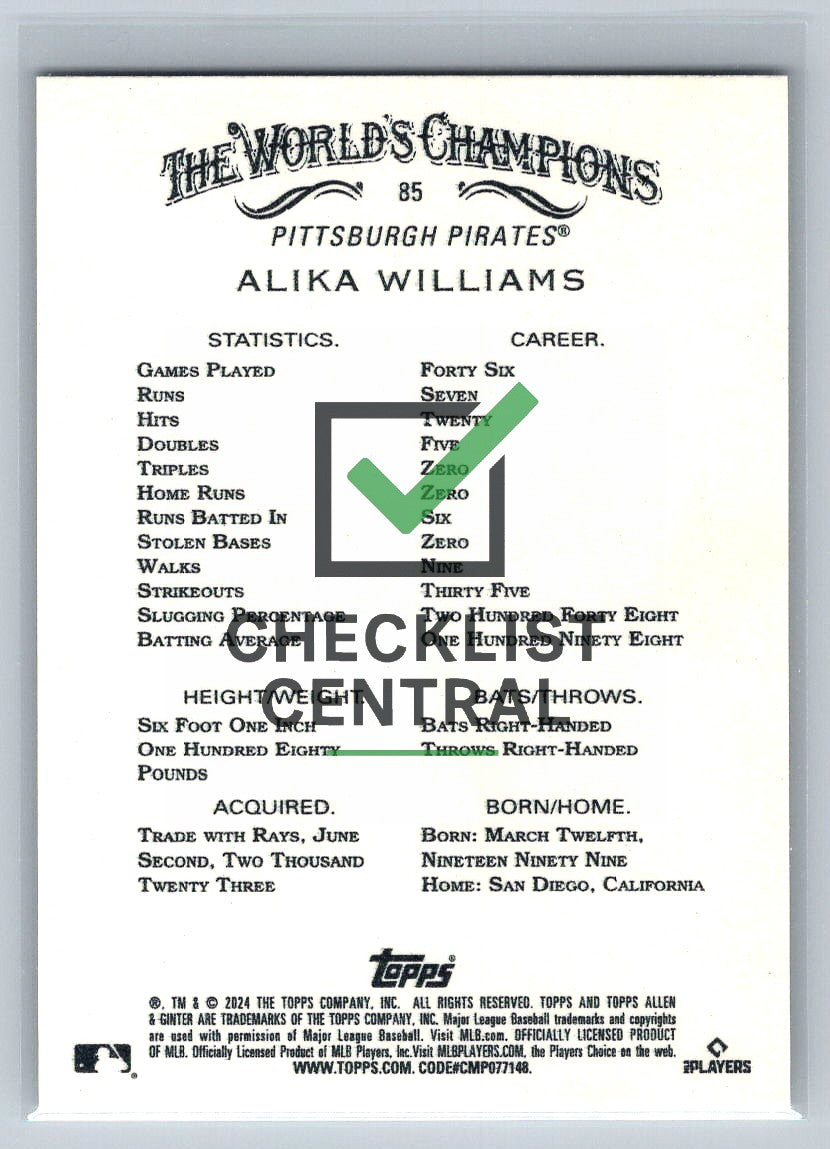 THE WORLD'S CHAMPIONS
85
PITTSBURGH PIRATES®
ALIKA WILLIAMS
STATISTICS. CAREER.
GAMES PLAYED FORTY SIX
RUNS SEVEN
HITS TWENTY
DOUBLES FIVE
TRIPLES ZERO
HOME RUNS ZERO
RUNS BATTED IN SIX
STOLEN BASES ZERO
WALKS NINE
STRIKEOUTS THIRTY FIVE
SLUGGING PERCENTAGE TWO HUNDRED FORTY EIGHT
BATTING AVERAGE ONE HUNDRED NINETY EIGHT
CHECKLIST
CENTRAL
HEIGHT/WEIGHT. BATS/THROWS.
SIX FOOT ONE INCH BATS RIGHT-HANDED
ONE HUNDRED EIGHTY THROWS RIGHT-HANDED
POUNDS
ACQUIRED. BORN/HOME.
TRADE WITH RAYS, JUNE BORN: MARCH TWELFTH,
SECOND, TWO THOUSAND NINETEEN NINETY NINE
TWENTY THREE HOME: SAN DIEGO, CALIFORNIA
topps®
®, TM & © 2024 THE TOPPS COMPANY, INC. ALL RIGHTS RESERVED. TOPPS AND TOPPS ALLEN
& GINTER ARE TRADEMARKS OF THE TOPPS COMPANY, INC. Major League Baseball trademarks and copyrights
are used with permission of Major League Baseball. Visit MLB.com. OFFICIALLY LICENSED PRODUCT
OF MLB. Officially Licensed Product of MLB Players, Inc. Visit MLBPLAYERS.COM, the Players Choice on the web.
WWW.TOPPS.COM. CODE#CMP077148.
PLAYERS